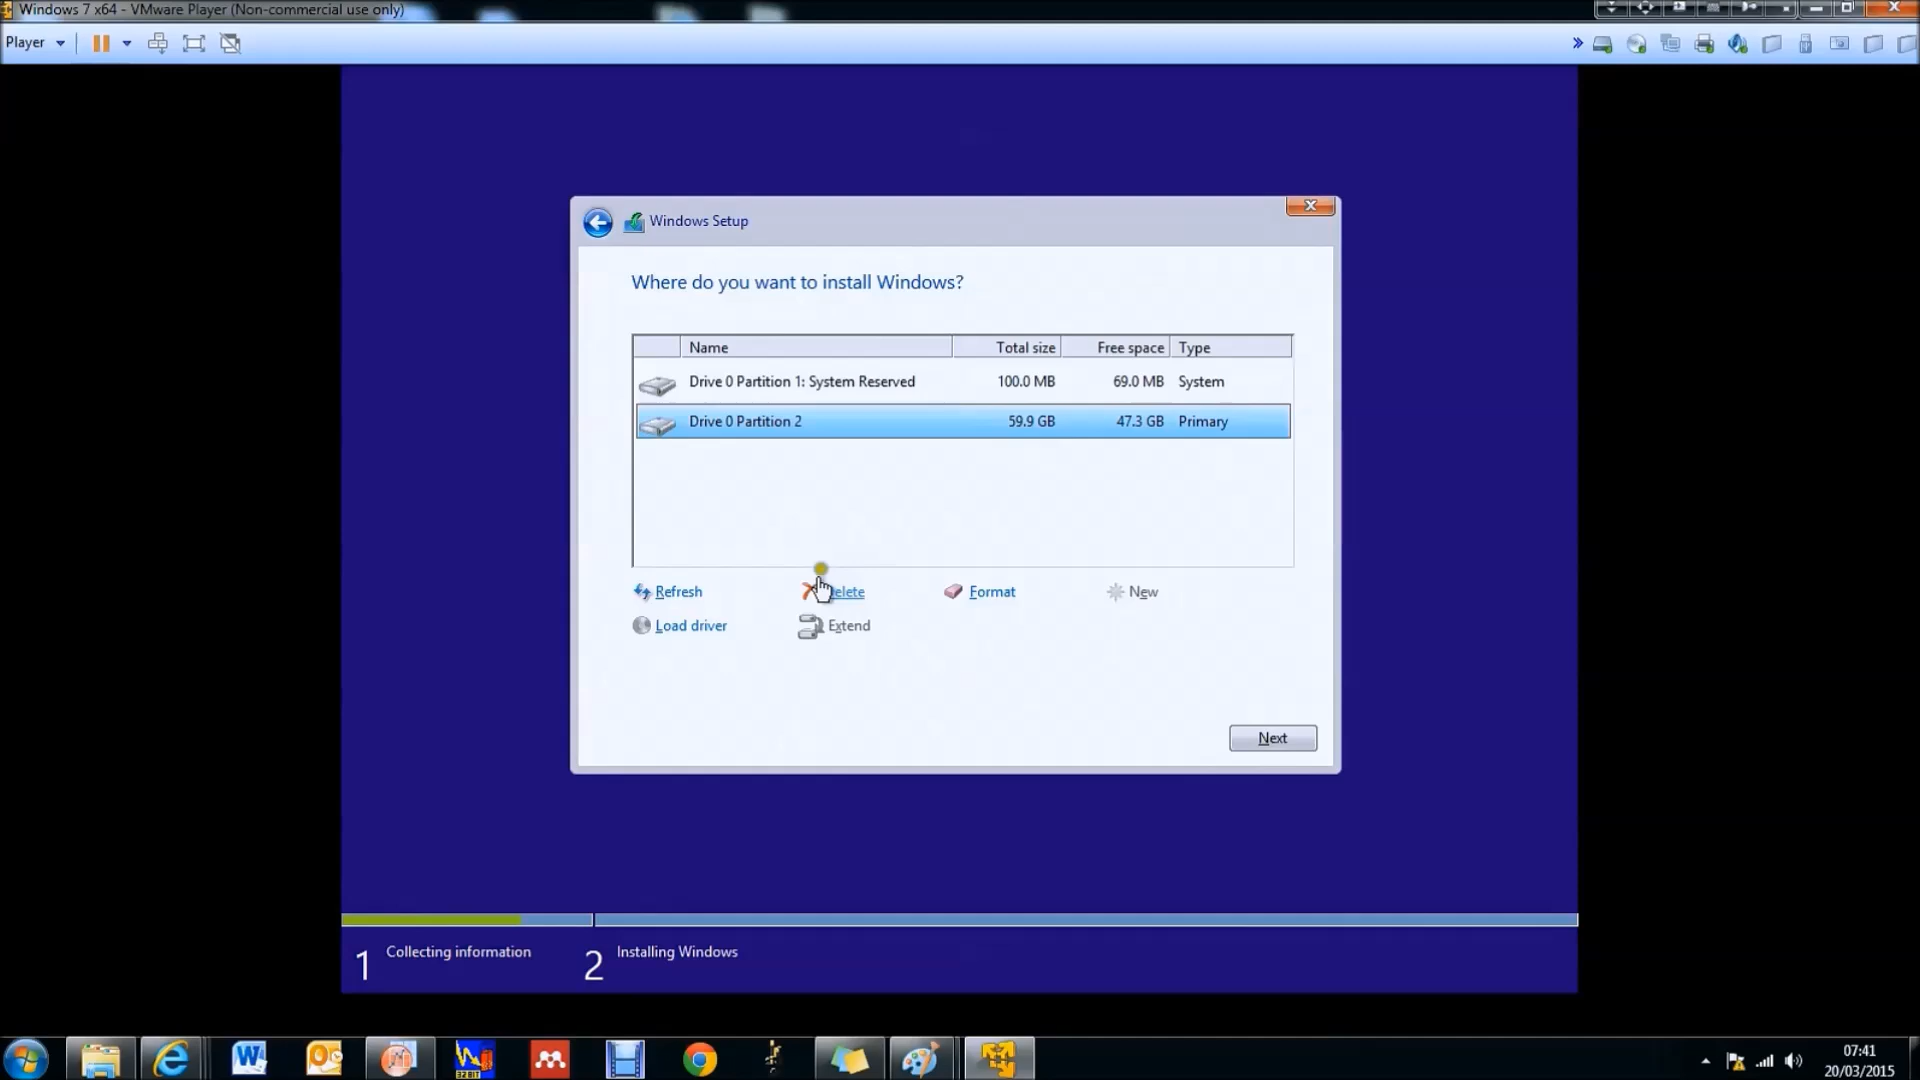 Windows 7 x64 - VMware Player (Non-commercial use only)
Player
Windows Setup
Where do you want to install Windows?
Name Total size Free space Type
Drive 0 Partition 1: System Reserved 100.0 MB 69.0 MB System
Drive 0 Partition 2 59.9 GB 47.3 GB Primary
Refresh elete Format New
Load driver Extend
Next
1 Collecting information 2 Installing Windows
32 BIT
07:41
20/03/2015